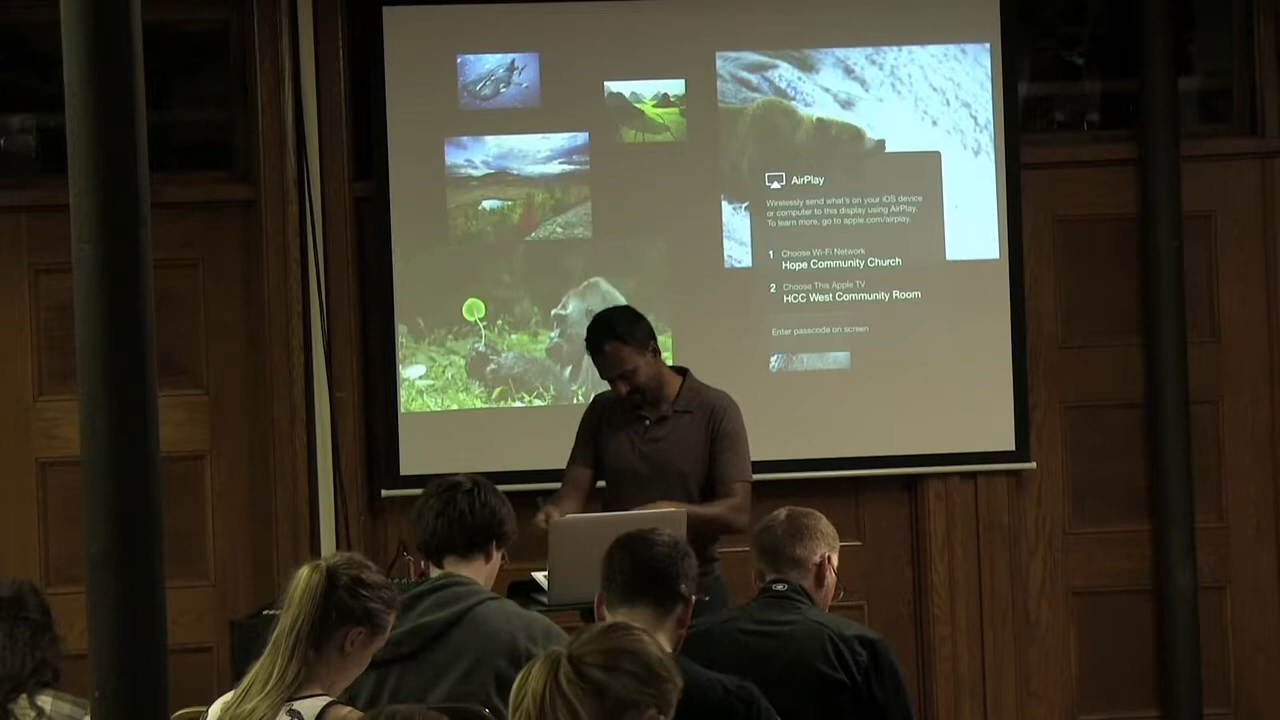 AirPlay
Wirelessly send what's on your iOS device
or computer to this display using AirPlay.
To learn more, go to apple.com/airplay.
1 Choose Wi-Fi Network
Hope Community Church
2 Choose This Apple TV
HCC West Community Room
Enter passcode on screen